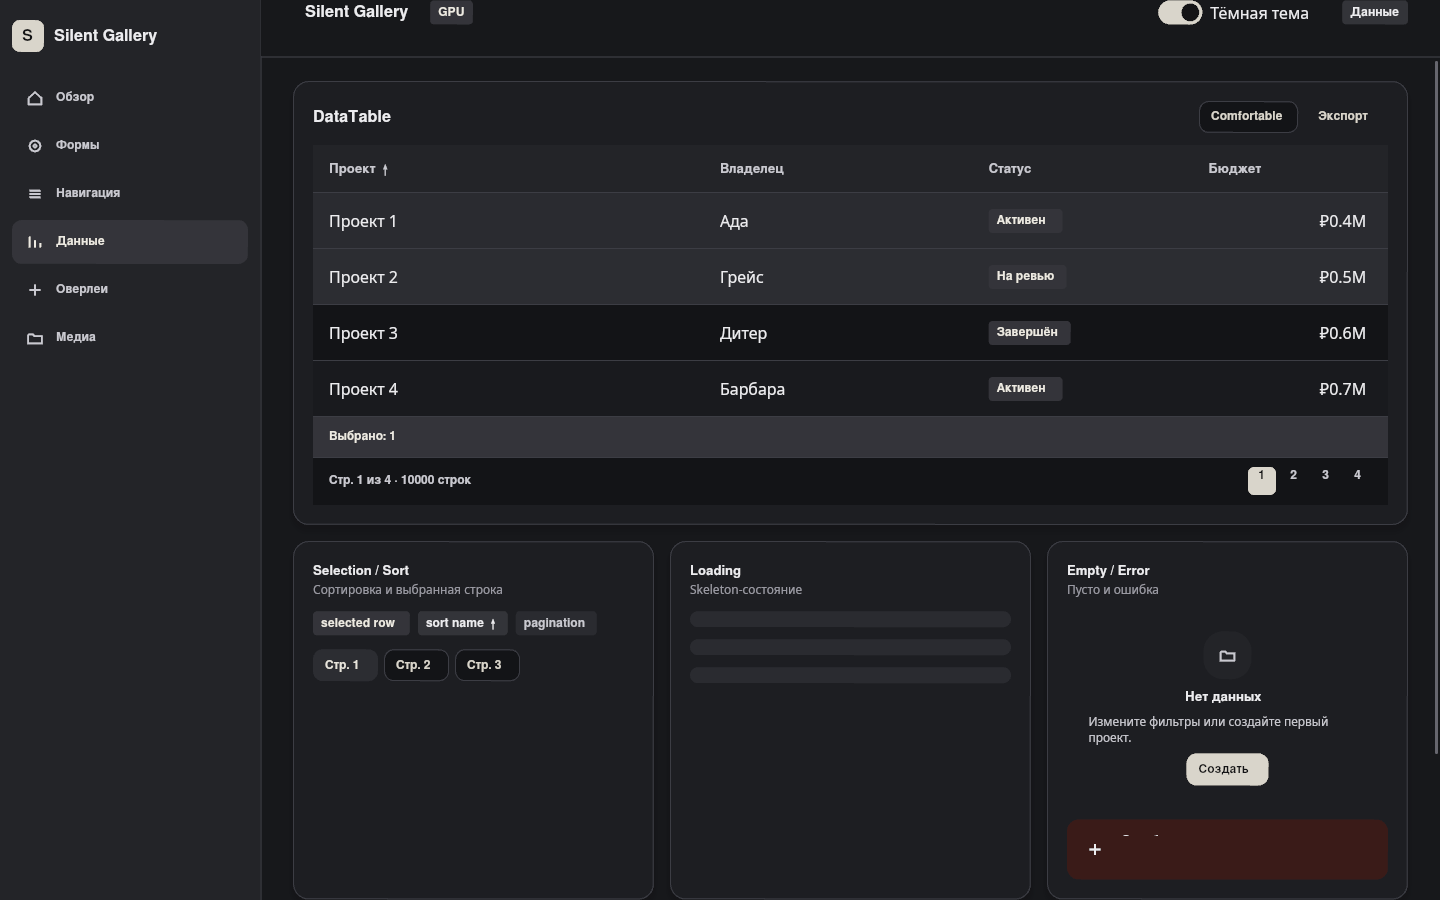 S Silent Gallery
Обзор
Формы
Навигация
Данные
Оверлеи
Медиа
Silent Gallery GPU Тёмная тема Данные
DataTable Comfortable Экспорт
Проект Владелец Статус Бюджет
Проект 1 Ада Активен ₽0.4M
Проект 2 Грейс На ревью ₽0.5M
Проект 3 Дитер Завершён ₽0.6M
Проект 4 Барбара Активен ₽0.7M
Выбрано: 1
Стр. 1 из 4 · 10000 строк 1 2 3 4
Selection / Sort
Сортировка и выбранная строка
selected row sort name pagination
Стр. 1 Стр. 2 Стр. 3
Loading
Skeleton-состояние
Empty / Error
Пусто и ошибка
Нет данных
Измените фильтры или создайте первый
проект.
Создать